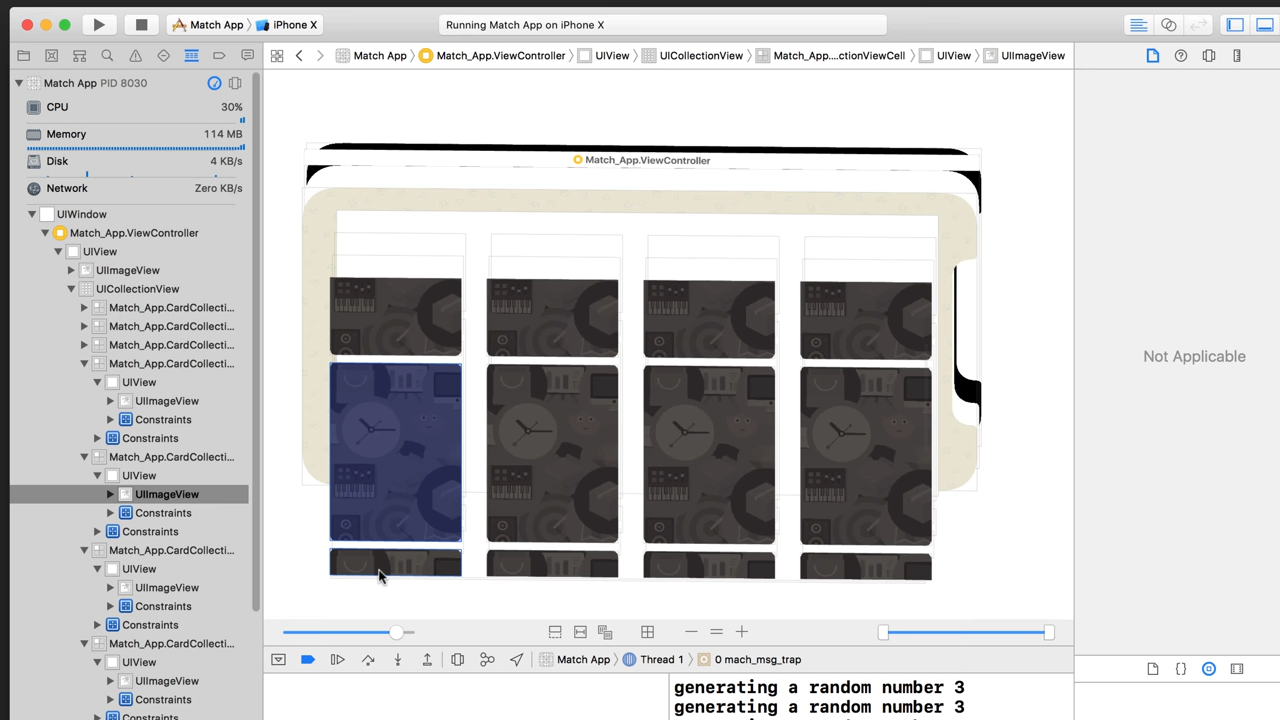 Match App iPhone X
Running Match App on iPhone X
Match App Match_App.ViewController UIView UICollectionView Match_App....ctionViewCell UIView UIImageView
Match App PID 8030
CPU 30%
Memory 114 MB
Disk 4 KB/s
Network Zero KB/s
UIWindow
Match_App.ViewController
UIView
UIImageView
UICollectionView
Match_App.CardCollecti...
Match_App.CardCollecti...
Match_App.CardCollecti...
Match_App.CardCollecti...
UIView
UIImageView
Constraints
Constraints
Match_App.CardCollecti...
UIView
UIImageView
Constraints
Constraints
Match_App.CardCollecti...
UIView
UIImageView
Constraints
Constraints
Match_App.CardCollecti...
UIView
UIImageView
Constraints
Constraints
Match_App.ViewController
Not Applicable
Match App Thread 1 0 mach_msg_trap
generating a random number 3
generating a random number 3